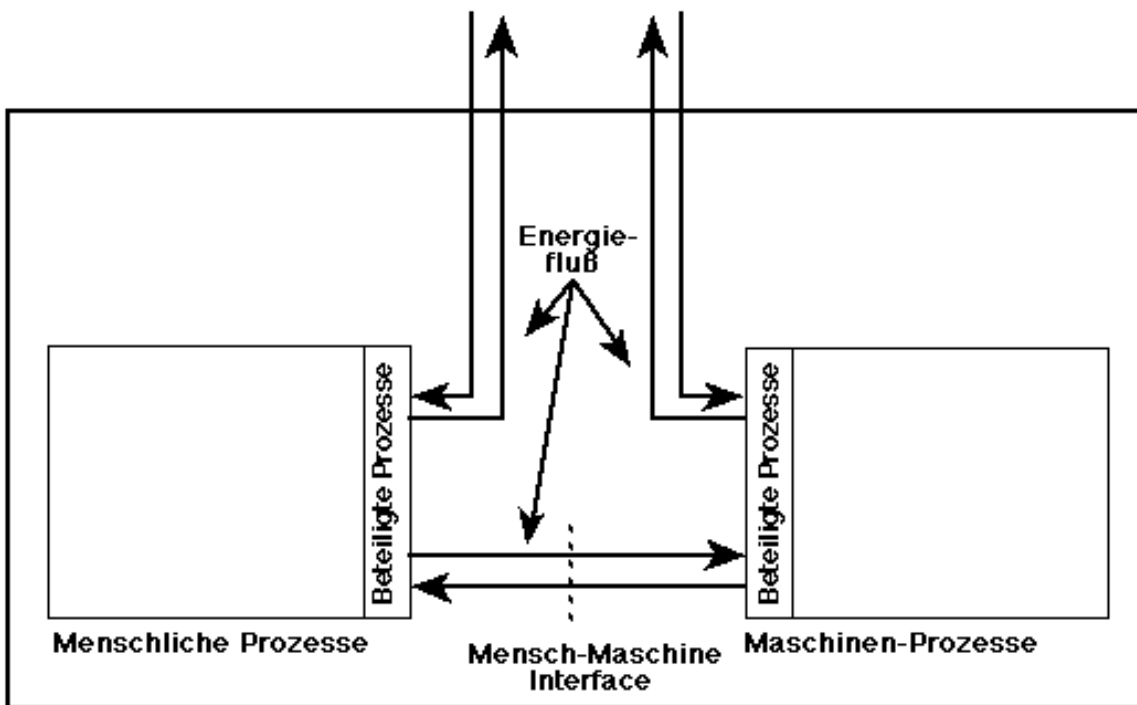 Energie-
fluß
Beteiligte Prozesse
Beteiligte Prozesse
Menschliche Prozesse
Mensch-Maschine
Interface
Maschinen-Prozesse